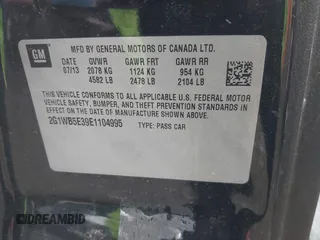 GM
MFD BY GENERAL MOTORS OF CANADA LTD.
DATE GVWR GAWR FRT GAWR RR
07/13 2078 KG 1124 KG 954 KG
4582 LB 2478 LB 2104 LB
THIS VEHICLE CONFORMS TO ALL APPLICABLE U.S. FEDERAL MOTOR
VEHICLE SAFETY, BUMPER, AND THEFT PREVENTION STANDARDS
IN EFFECT ON THE DATE OF MANUFACTURE SHOWN ABOVE.
2G1WB5E39E1104995 TYPE: PASS CAR
DREAMBID